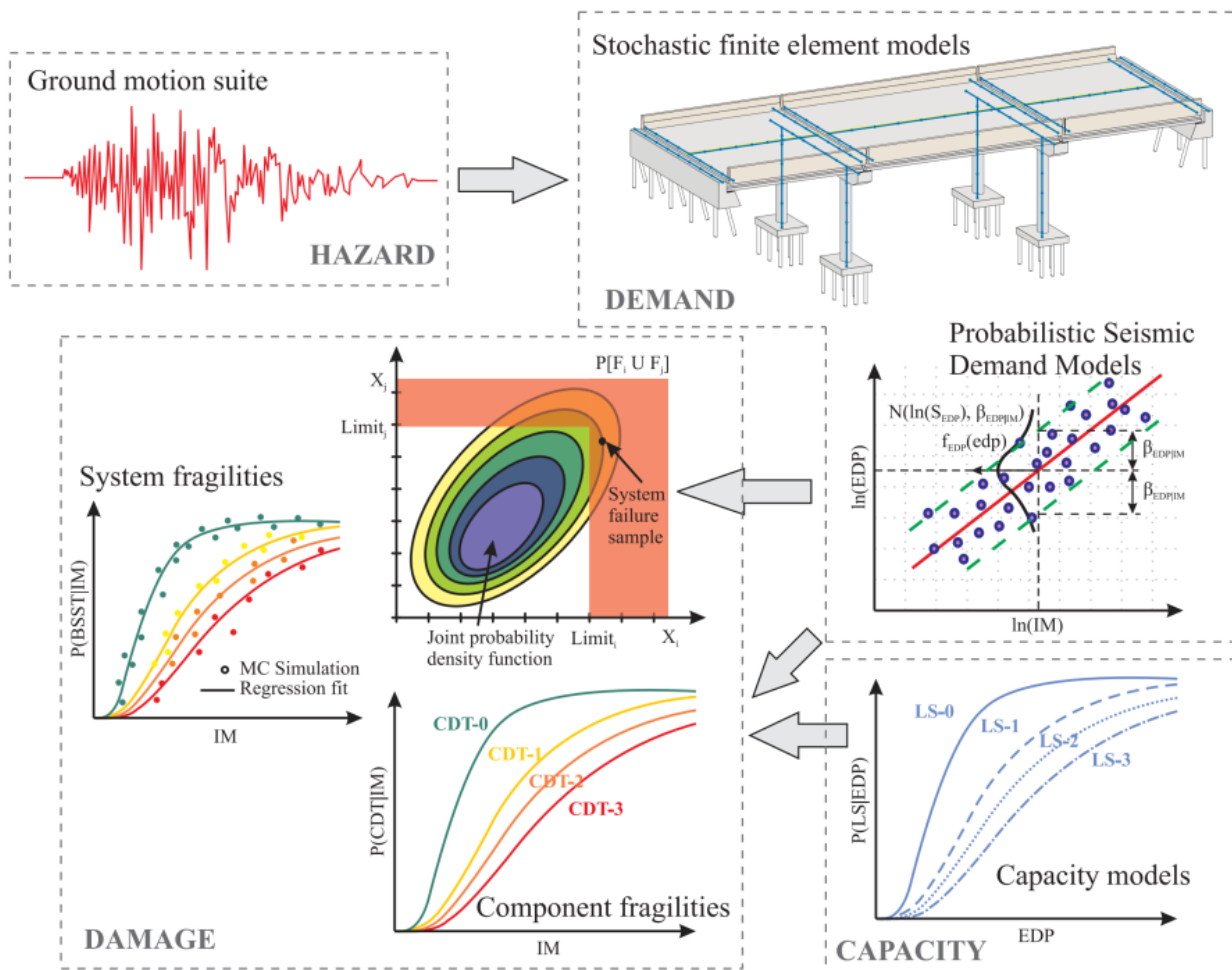 Ground motion suite
HAZARD
Stochastic finite element models
DEMAND
Probabilistic Seismic
Demand Models
N(ln(S_EDP), β_EDP|IM)
f_EDP(edp)
β_EDP|IM
β_EDP|IM
ln(EDP)
ln(IM)
P[F_i U F_j]
X_j
Limit_j
System
failure
sample
Joint probability
density function
Limit_i
X_i
System fragilities
P(BSST|IM)
MC Simulation
Regression fit
IM
CDT-0
CDT-1
CDT-2
CDT-3
P(CDT|IM)
Component fragilities
IM
DAMAGE
LS-0
LS-1
LS-2
LS-3
P(LS|EDP)
Capacity models
EDP
CAPACITY